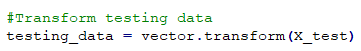 #Transform testing data
testing_data = vector.transform(X_test)